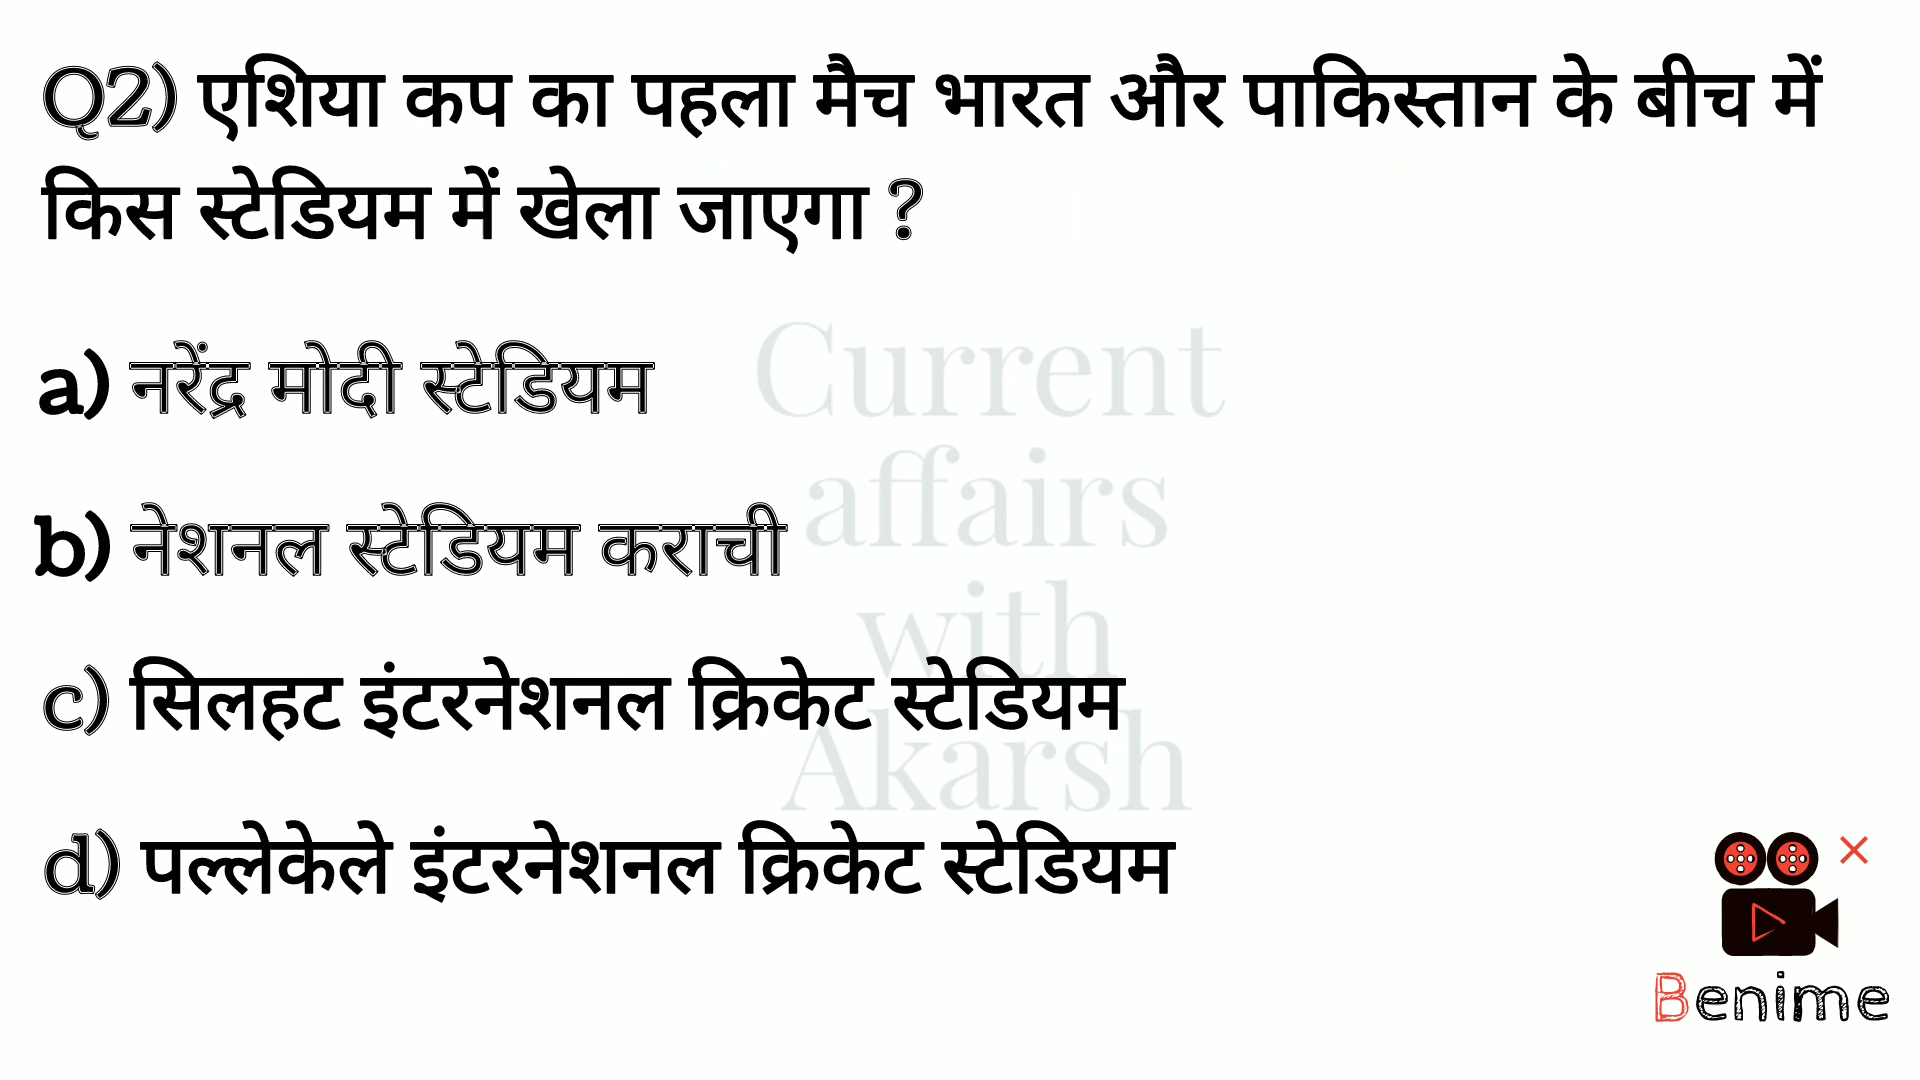 Q2) एशिया कप का पहला मैच भारत और पाकिस्तान के बीच में
किस स्टेडियम में खेला जाएगा ?
a) नरेंद्र मोदी स्टेडियम
b) नेशनल स्टेडियम कराची
c) सिलहट इंटरनेशनल क्रिकेट स्टेडियम
d) पल्लेकेले इंटरनेशनल क्रिकेट स्टेडियम
Current
affairs
with
Akarsh
Benime